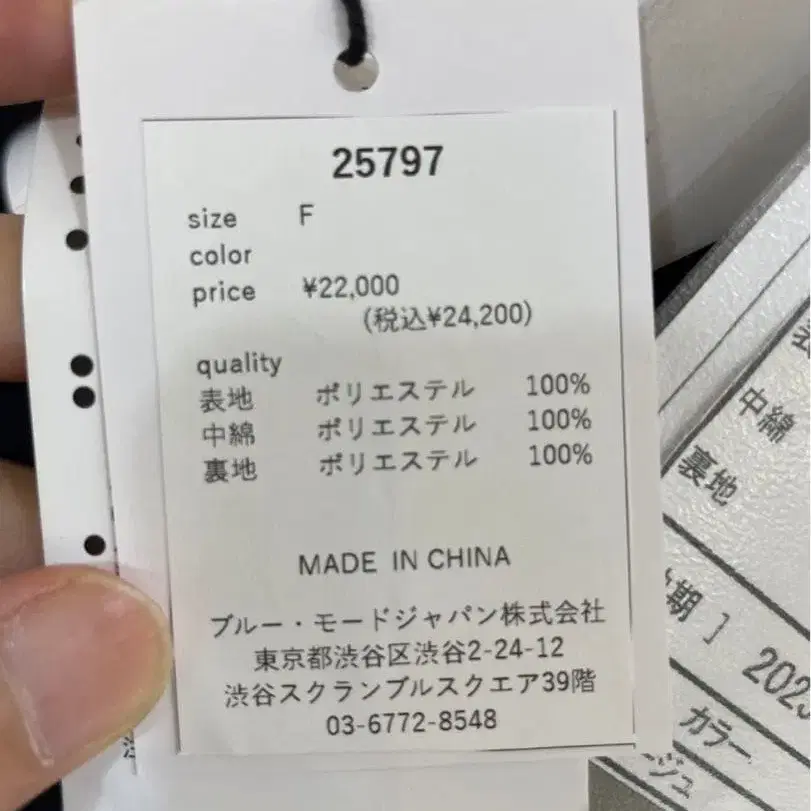 25797
size F
color
price ¥22,000
(税込¥24,200)
quality
表地 ポリエステル 100%
中綿 ポリエステル 100%
裏地 ポリエステル 100%
MADE IN CHINA
ブルー・モードジャパン株式会社
東京都渋谷区渋谷2-24-12
渋谷スクランブルスクエア39階
03-6772-8548
中綿
裏地
期 ] 2023
カラー
ジュ